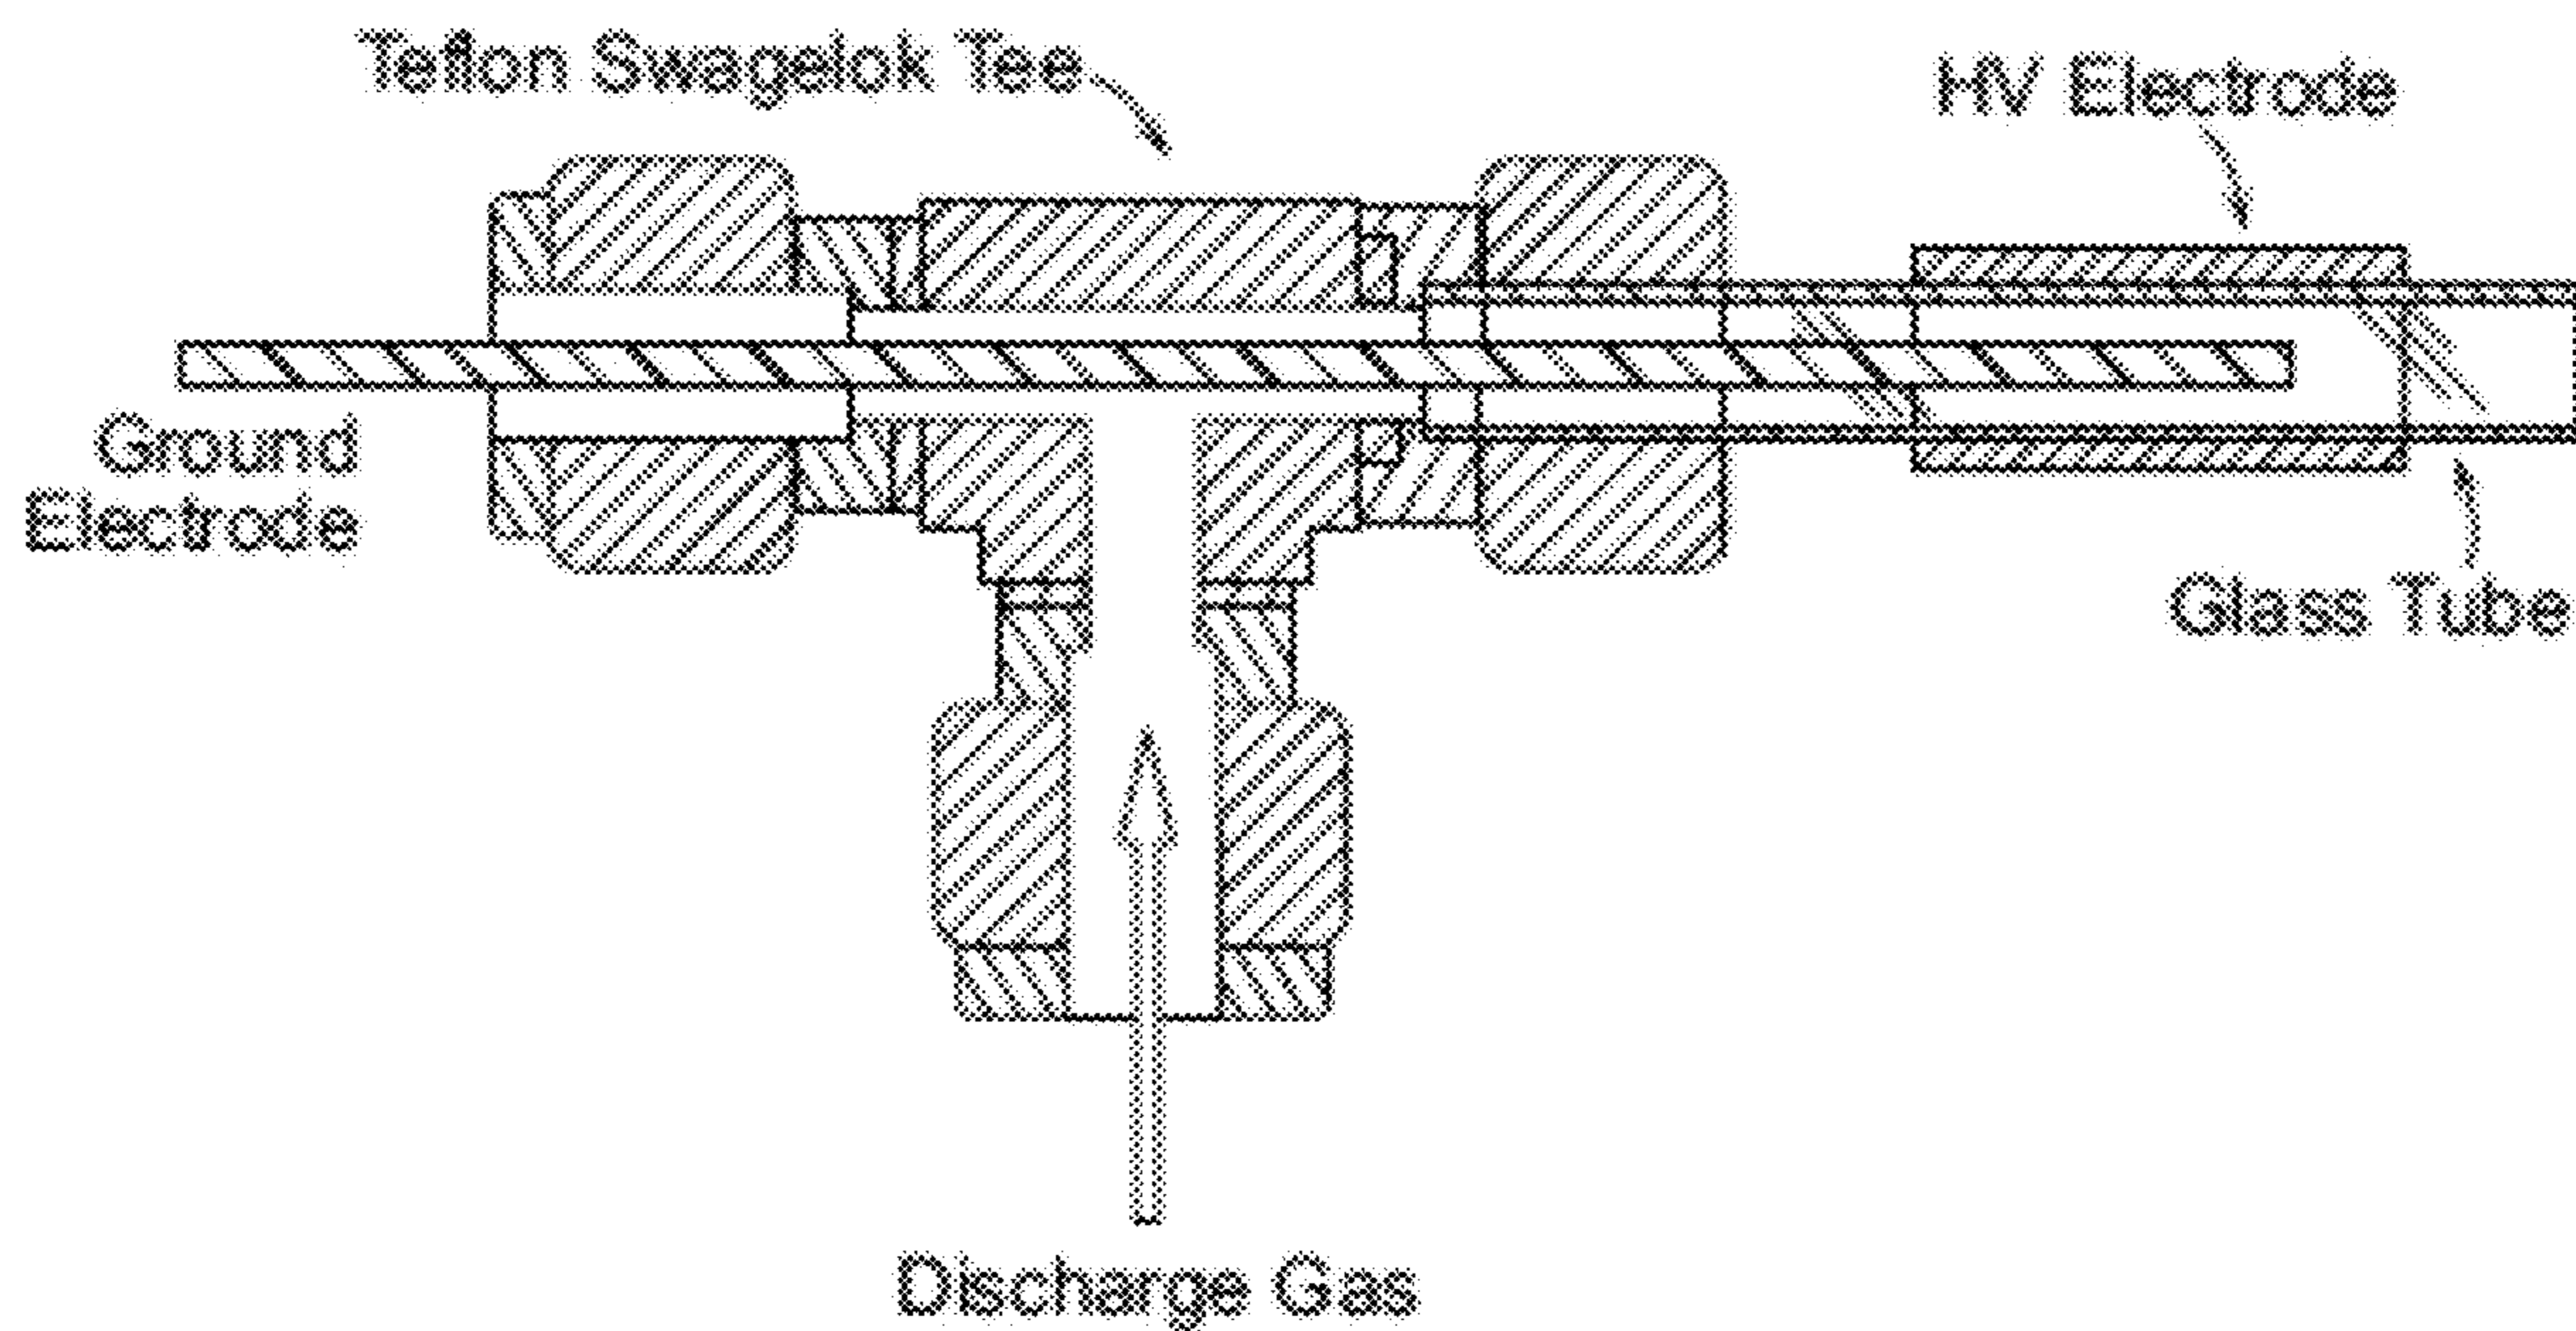 Teflon Swagelok Tee
HV Electrode
Ground
Electrode
Glass Tube
Discharge Gas